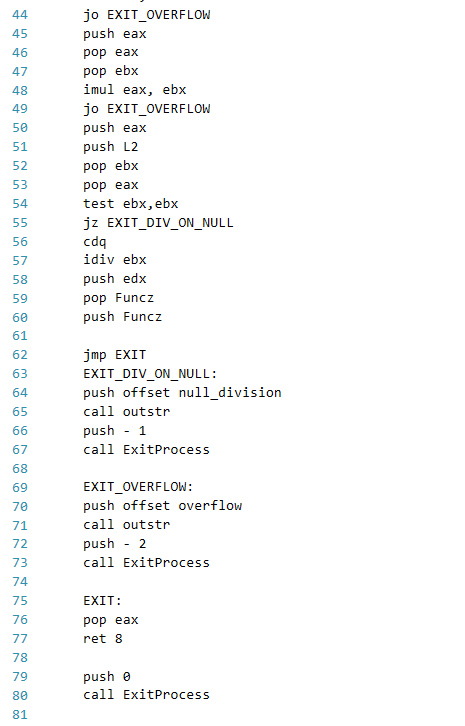 44 jo EXIT_OVERFLOW
45 push eax
46 pop eax
47 pop ebx
48 imul eax, ebx
49 jo EXIT_OVERFLOW
50 push eax
51 push L2
52 pop ebx
53 pop eax
54 test ebx,ebx
55 jz EXIT_DIV_ON_NULL
56 cdq
57 idiv ebx
58 push edx
59 pop Funcz
60 push Funcz
61
62 jmp EXIT
63 EXIT_DIV_ON_NULL:
64 push offset null_division
65 call outstr
66 push - 1
67 call ExitProcess
68
69 EXIT_OVERFLOW:
70 push offset overflow
71 call outstr
72 push - 2
73 call ExitProcess
74
75 EXIT:
76 pop eax
77 ret 8
78
79 push 0
80 call ExitProcess
81